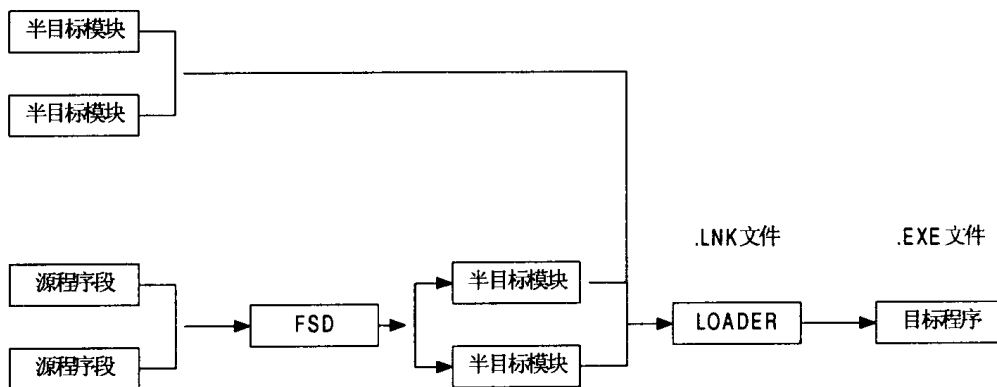 半目标模块
半目标模块
.LNK文件
.EXE文件
源程序段
半目标模块
FSD
LOADER
目标程序
源程序段
半目标模块